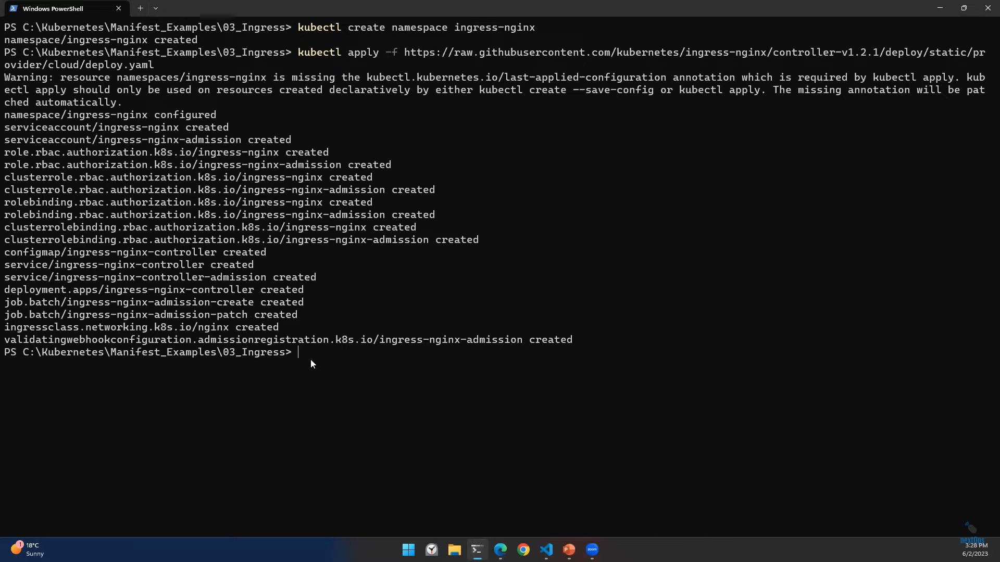 Windows PowerShell
PS C:\Kubernetes\Manifest_Examples\03_Ingress> kubectl create namespace ingress-nginx
namespace/ingress-nginx created
PS C:\Kubernetes\Manifest_Examples\03_Ingress> kubectl apply -f https://raw.githubusercontent.com/kubernetes/ingress-nginx/controller-v1.2.1/deploy/static/pr
ovider/cloud/deploy.yaml
Warning: resource namespaces/ingress-nginx is missing the kubectl.kubernetes.io/last-applied-configuration annotation which is required by kubectl apply. kub
ectl apply should only be used on resources created declaratively by either kubectl create --save-config or kubectl apply. The missing annotation will be pat
ched automatically.
namespace/ingress-nginx configured
serviceaccount/ingress-nginx created
serviceaccount/ingress-nginx-admission created
role.rbac.authorization.k8s.io/ingress-nginx created
role.rbac.authorization.k8s.io/ingress-nginx-admission created
clusterrole.rbac.authorization.k8s.io/ingress-nginx created
clusterrole.rbac.authorization.k8s.io/ingress-nginx-admission created
rolebinding.rbac.authorization.k8s.io/ingress-nginx created
rolebinding.rbac.authorization.k8s.io/ingress-nginx-admission created
clusterrolebinding.rbac.authorization.k8s.io/ingress-nginx created
clusterrolebinding.rbac.authorization.k8s.io/ingress-nginx-admission created
configmap/ingress-nginx-controller created
service/ingress-nginx-controller created
service/ingress-nginx-controller-admission created
deployment.apps/ingress-nginx-controller created
job.batch/ingress-nginx-admission-create created
job.batch/ingress-nginx-admission-patch created
ingressclass.networking.k8s.io/nginx created
validatingwebhookconfiguration.admissionregistration.k8s.io/ingress-nginx-admission created
PS C:\Kubernetes\Manifest_Examples\03_Ingress>
nextOps
1
18°C
Sunny
P
zoom
3:28 PM
6/2/2023